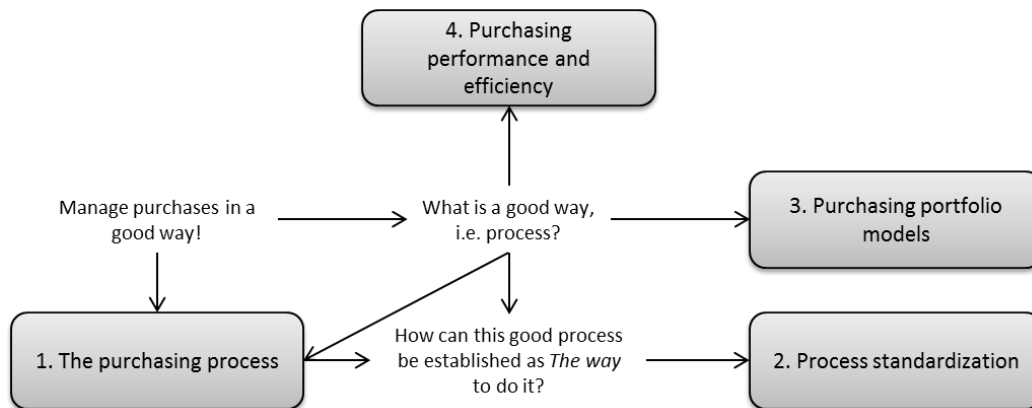 4. Purchasing
performance and
efficiency
Manage purchases in a
good way!
What is a good way,
i.e. process?
3. Purchasing portfolio
models
1. The purchasing process
How can this good process
be established as The way
to do it?
2. Process standardization